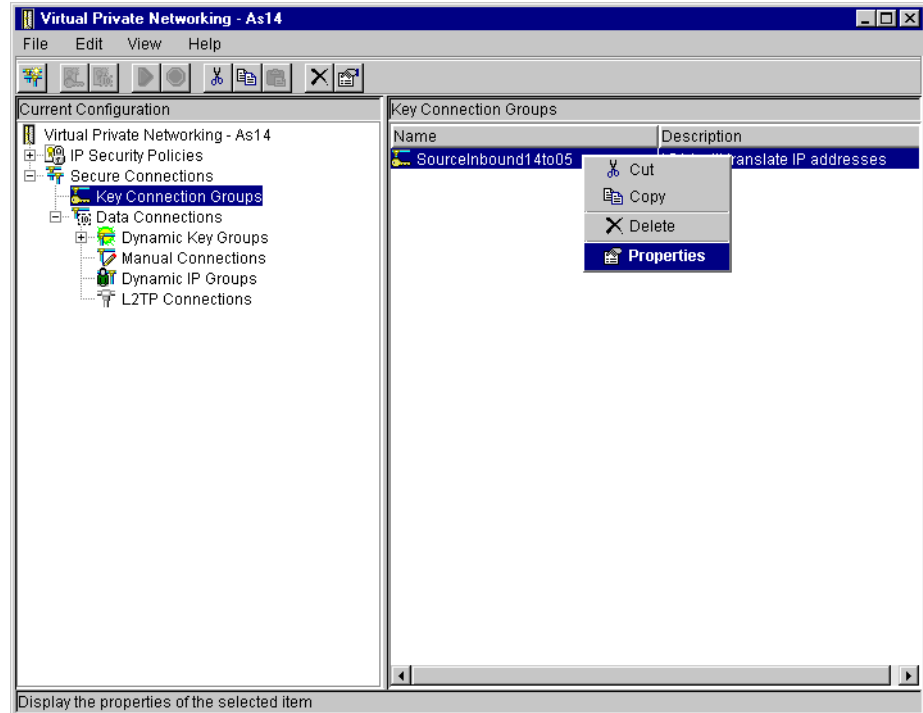 Virtual Private Networking - As14
File Edit View Help
Current Configuration
Virtual Private Networking - As14
IP Security Policies
Secure Connections
Key Connection Groups
Data Connections
Dynamic Key Groups
Manual Connections
Dynamic IP Groups
L2TP Connections
Key Connection Groups
Name Description
SourceInbound14to05 translate IP addresses
Cut
Copy
Delete
Properties
Display the properties of the selected item